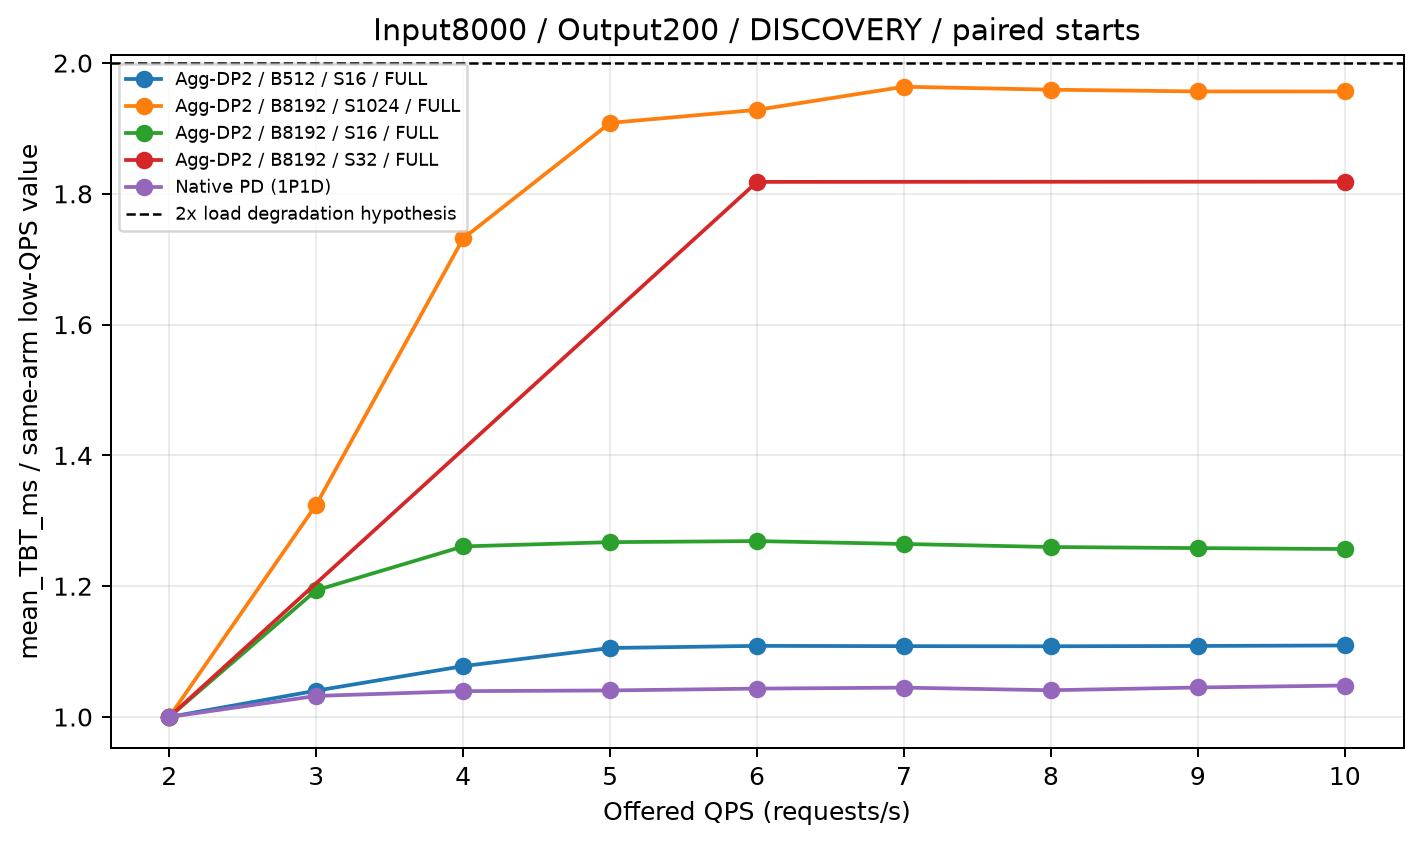 Input8000 / Output200 / DISCOVERY / paired starts
mean_TBT_ms / same-arm low-QPS value
2.0
1.8
1.6
1.4
1.2
1.0
Agg-DP2 / B512 / S16 / FULL
Agg-DP2 / B8192 / S1024 / FULL
Agg-DP2 / B8192 / S16 / FULL
Agg-DP2 / B8192 / S32 / FULL
Native PD (1P1D)
2x load degradation hypothesis
2 3 4 5 6 7 8 9 10
Offered QPS (requests/s)